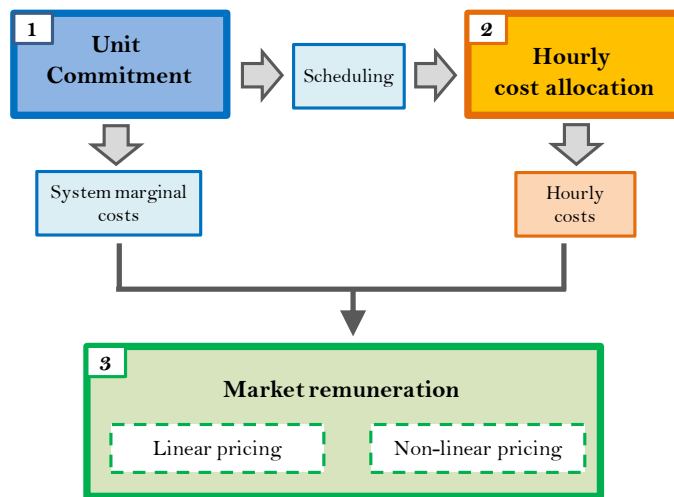 1
Unit
Commitment
Scheduling
2
Hourly
cost allocation
System marginal
costs
Hourly
costs
3
Market remuneration
Linear pricing
Non-linear pricing